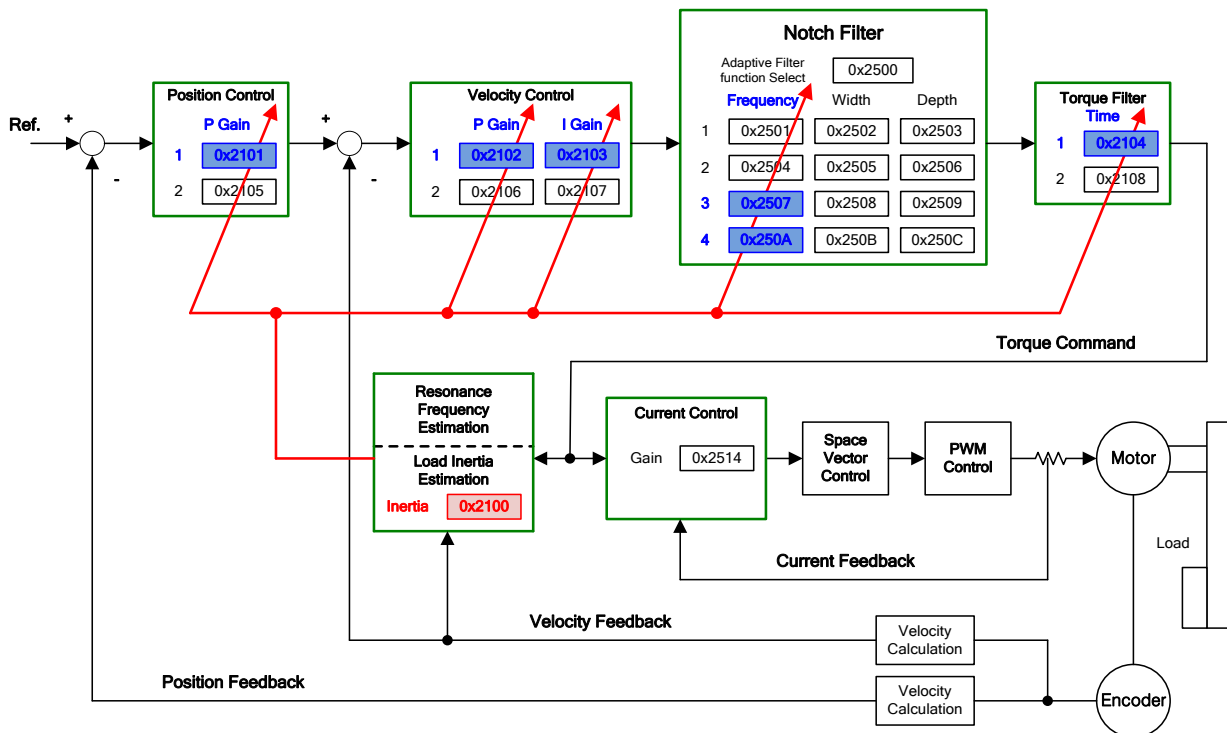 Notch Filter
Adaptive Filter
function Select
0x2500
Frequency Width Depth
1 0x2501 0x2502 0x2503
2 0x2504 0x2505 0x2506
3 0x2507 0x2508 0x2509
4 0x250A 0x250B 0x250C
Ref.
+
-
Position Control
P Gain
1 0x2101
2 0x2105
+
-
Velocity Control
P Gain I Gain
1 0x2102 0x2103
2 0x2106 0x2107
Torque Filter
Time
1 0x2104
2 0x2108
Torque Command
Resonance
Frequency
Estimation
Load Inertia
Estimation
Inertia 0x2100
Current Control
Gain 0x2514
Space
Vector
Control
PWM
Control
Motor
Load
Current Feedback
Velocity Feedback
Velocity
Calculation
Position Feedback
Velocity
Calculation
Encoder